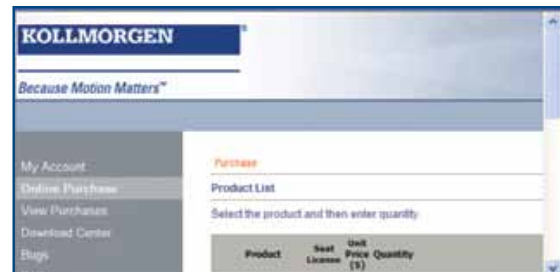 KOLLMORGEN®
Because Motion Matters™
My Account
Online Purchase
View Purchases
Download Center
Bugs
Purchase
Product List
Select the product and then enter quantity.
Product Seat License Unit Price ($) Quantity